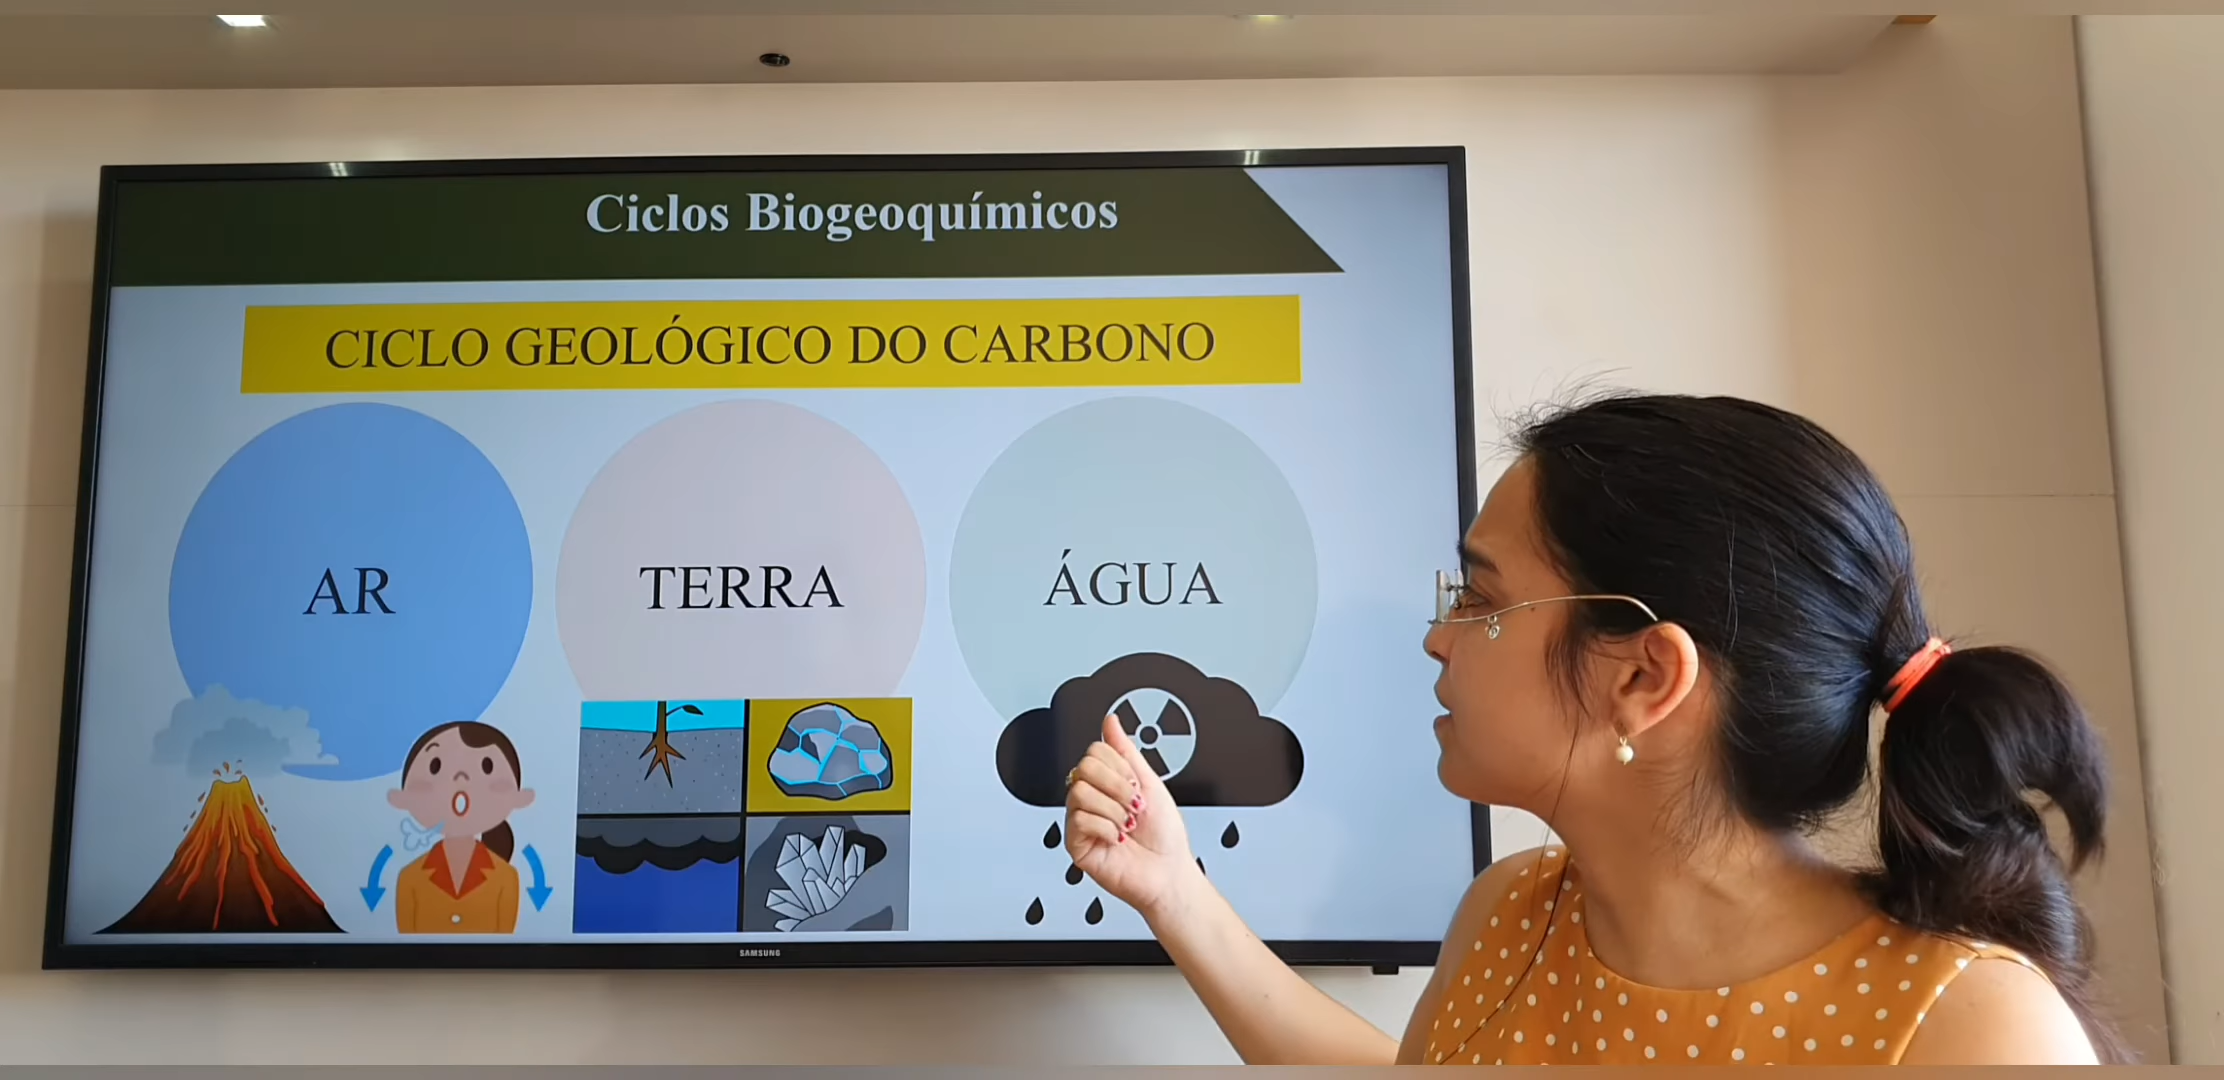 Ciclos Biogeoquímicos
CICLO GEOLÓGICO DO CARBONO
AR
TERRA
ÁGUA
SAMSUNG